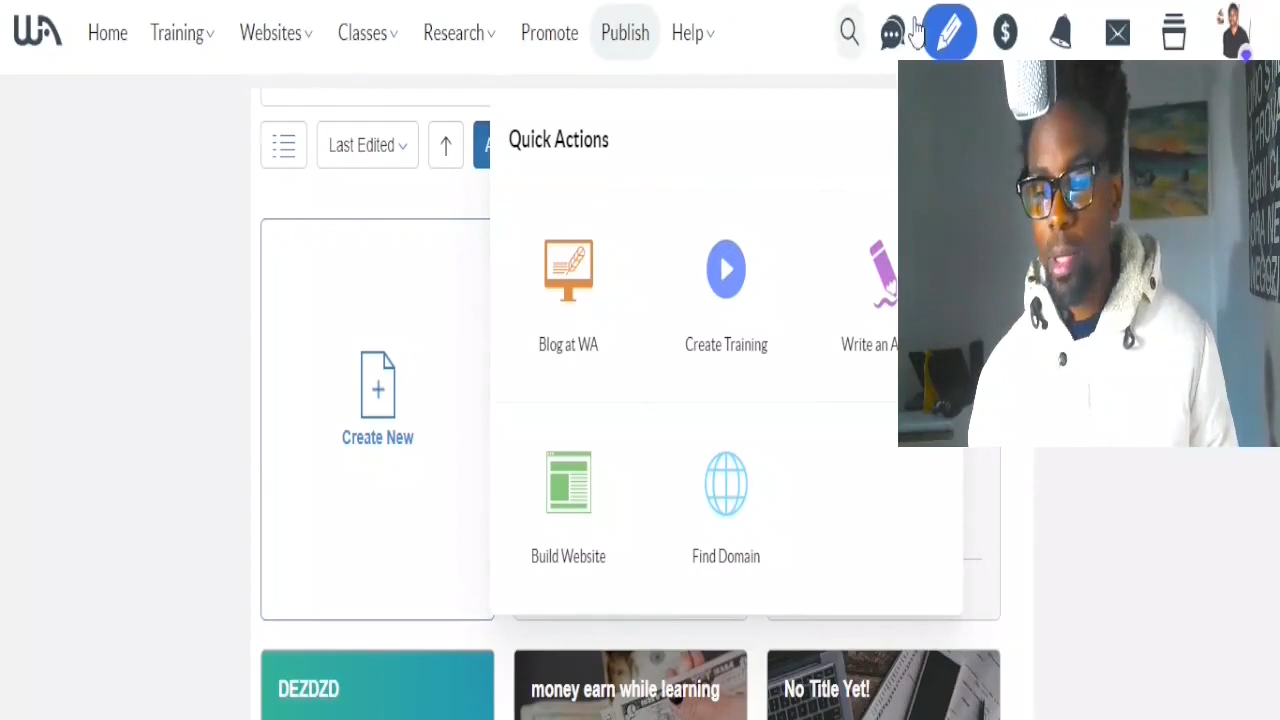 WA Home Training Websites Classes Research Promote Publish Help
Last Edited
Quick Actions
Blog at WA
Create Training
Write an A
Create New
Build Website
Find Domain
DEZDZD
money earn while learning
No Title Yet!